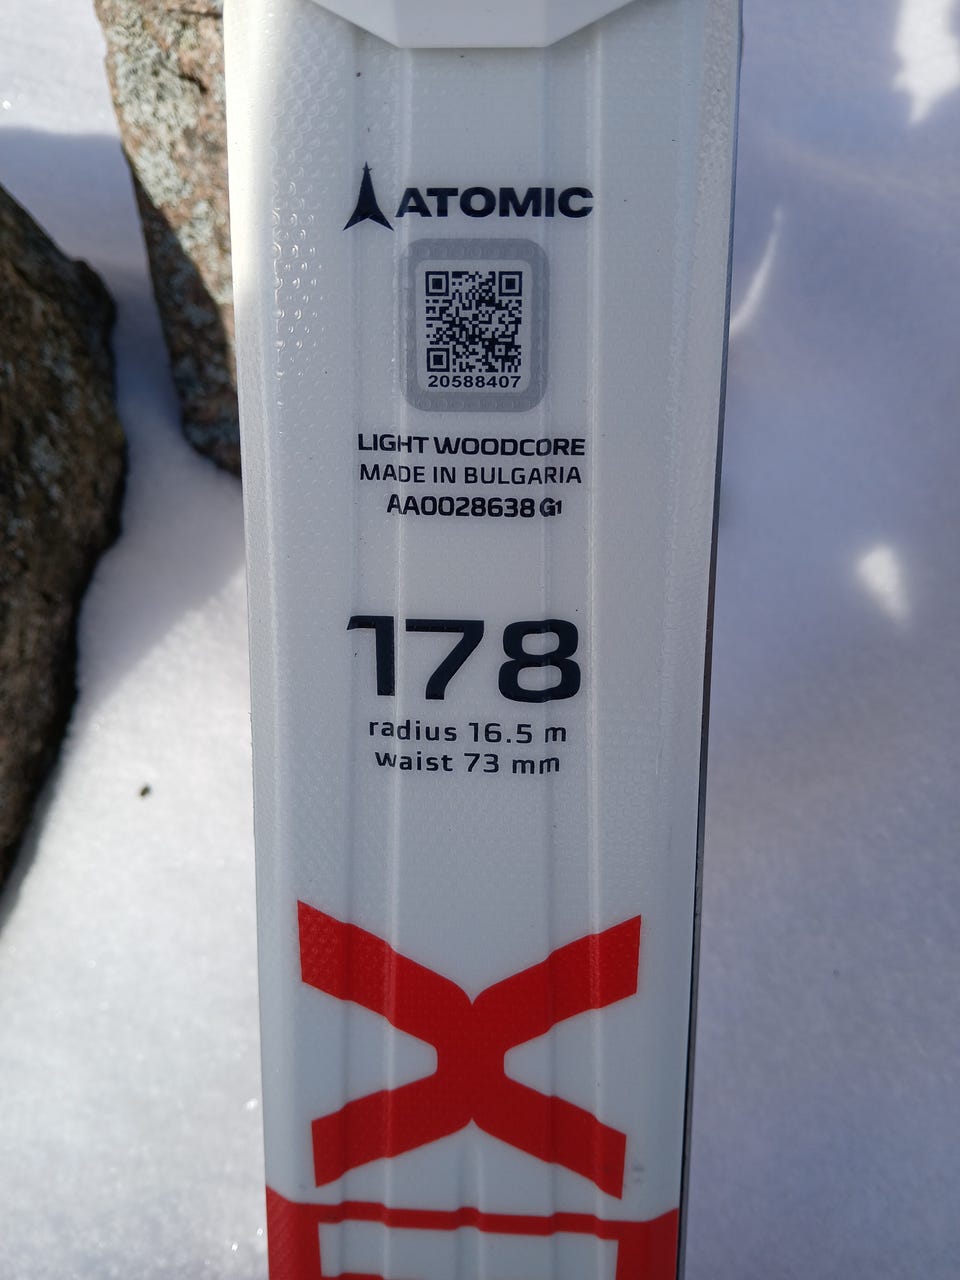 ATOMIC
20588407
LIGHT WOODCORE
MADE IN BULGARIA
AA0028638 G1
178
radius 16.5 m
waist 73 mm
X